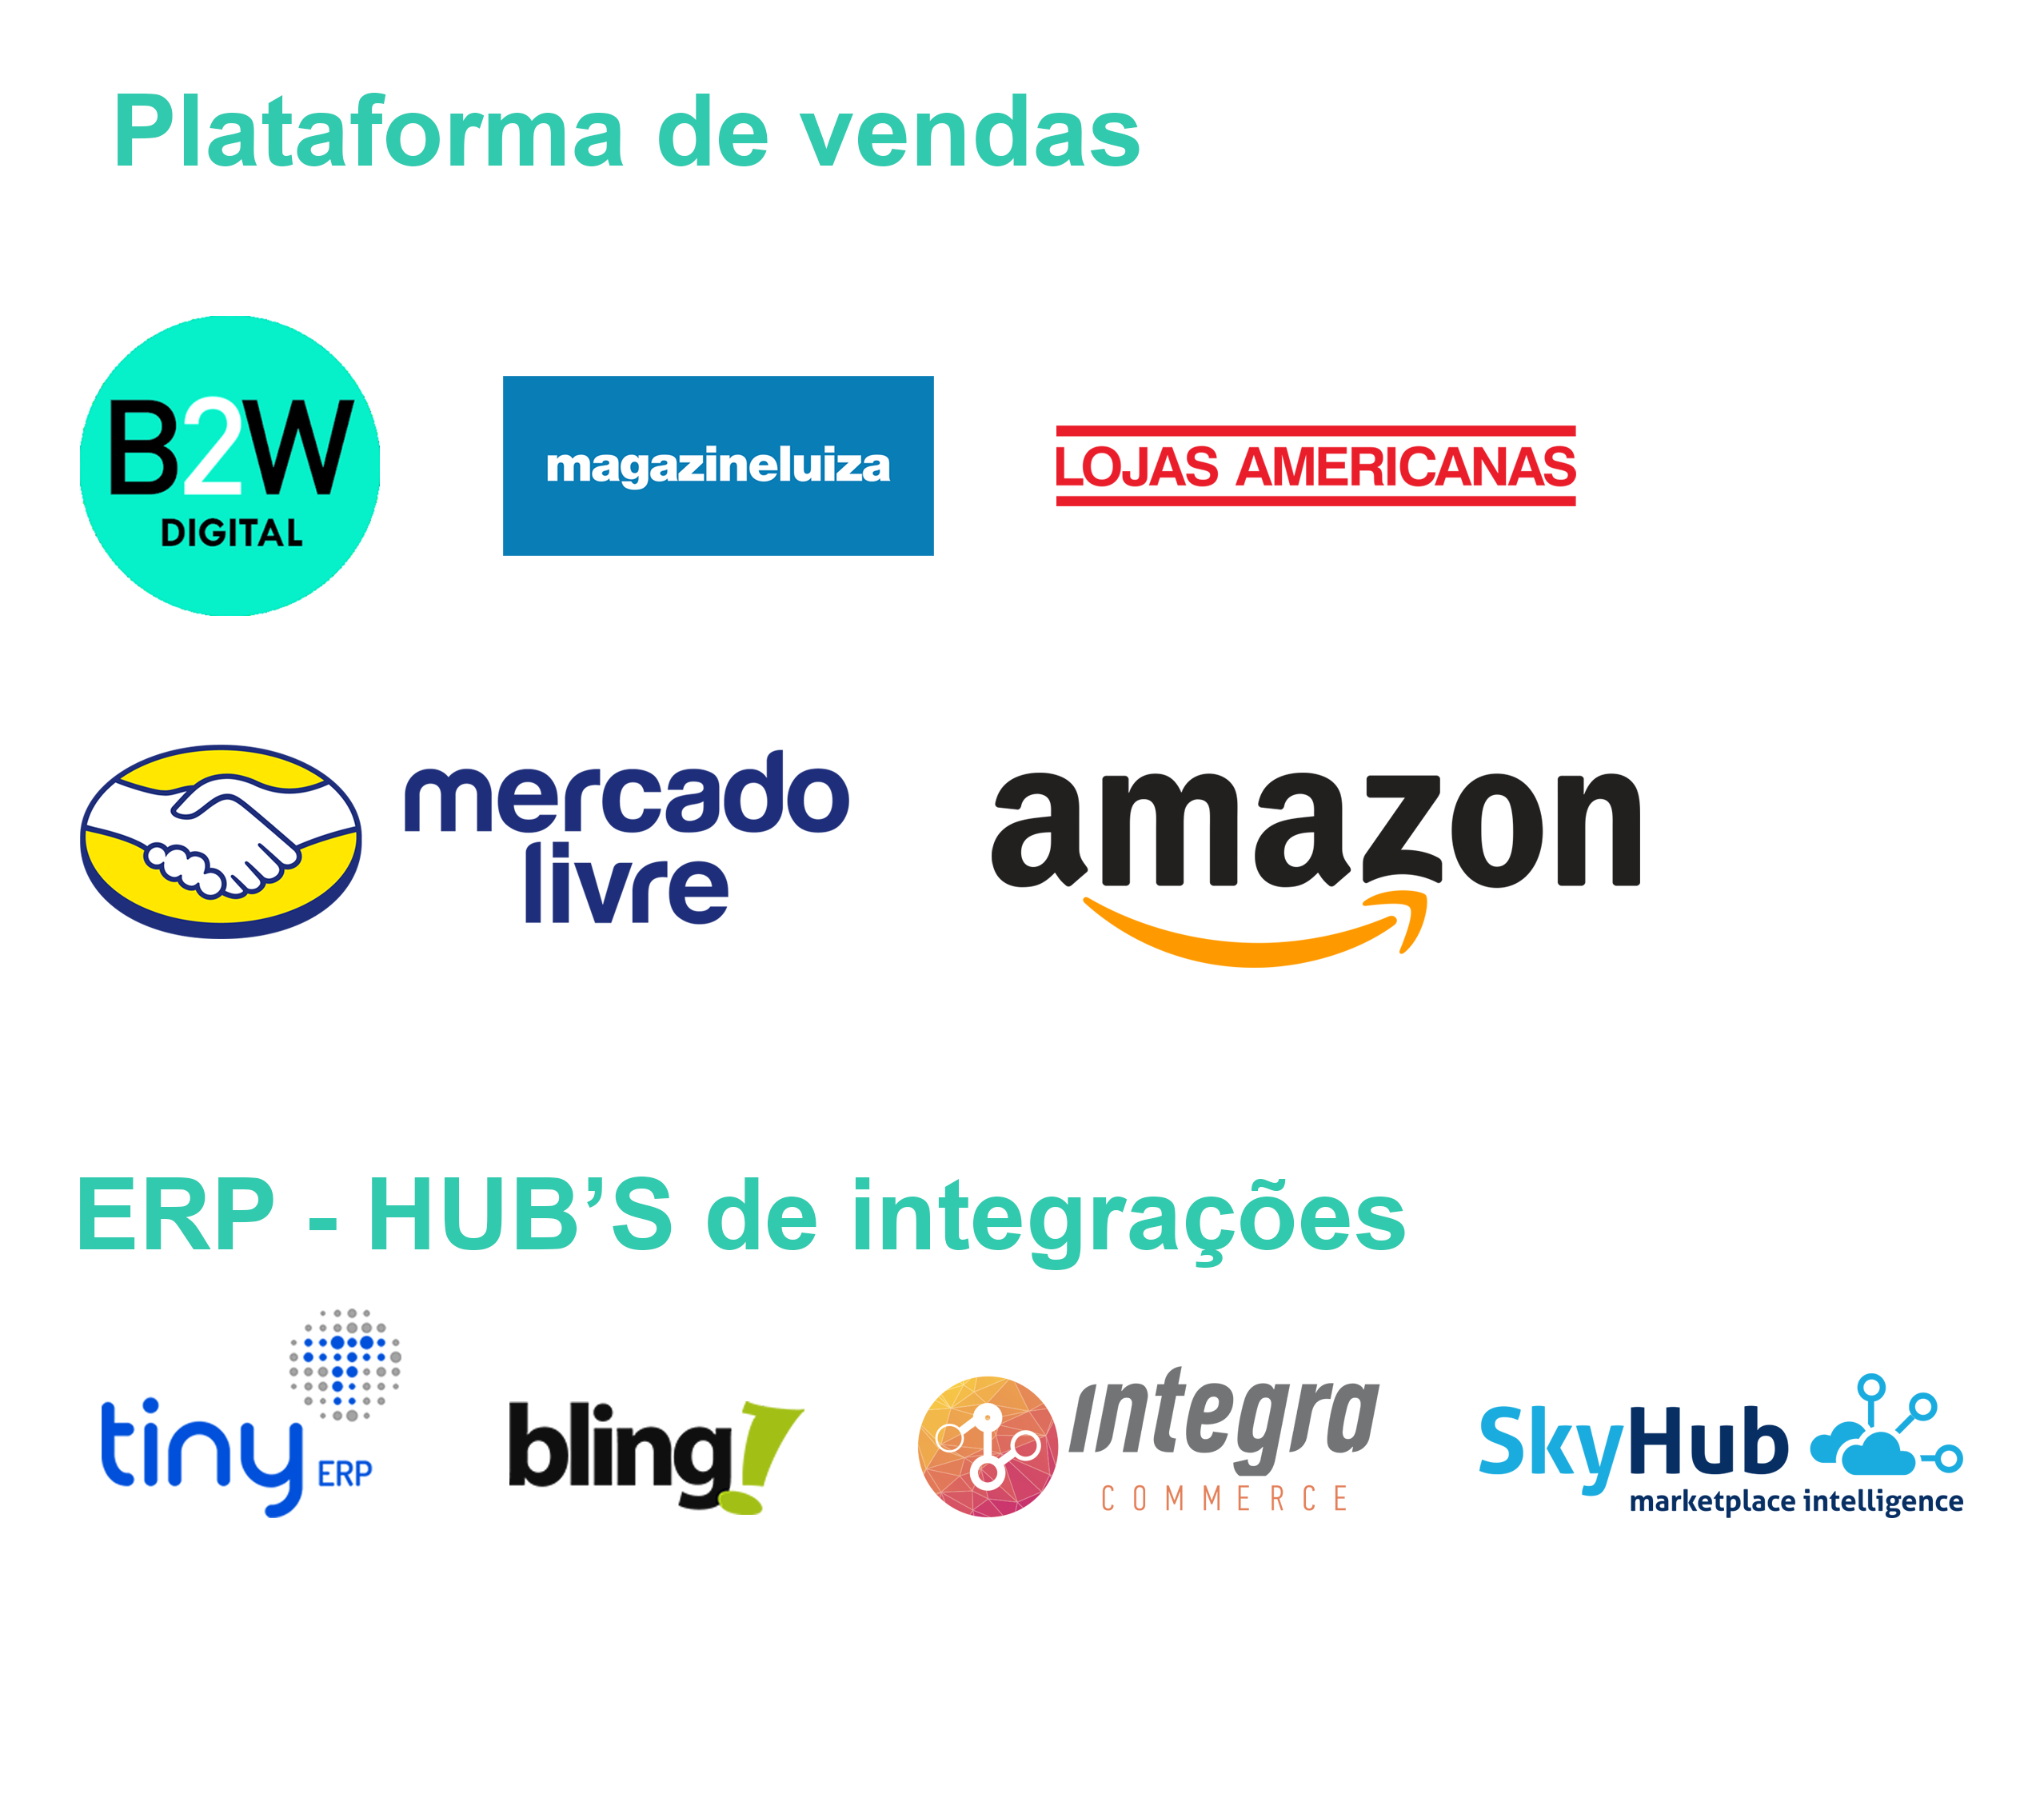 Plataforma de vendas
B2W
DIGITAL
magazineluiza
LOJAS AMERICANAS
mercado
livre
amazon
ERP - HUB’S de integrações
tiny ERP
bling!
integra
COMMERCE
SkyHub
marketplace intelligence